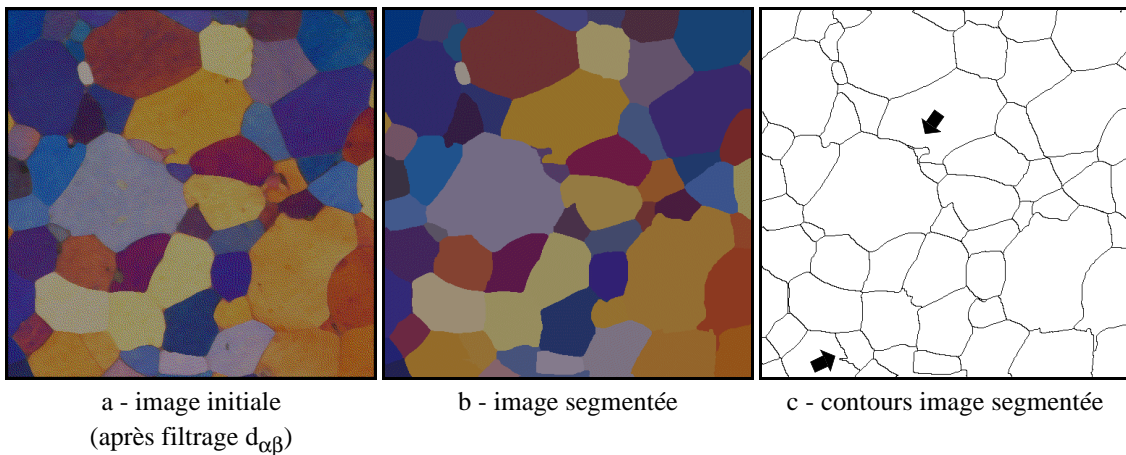 a - image initiale
(après filtrage dαβ)
b - image segmentée
c - contours image segmentée